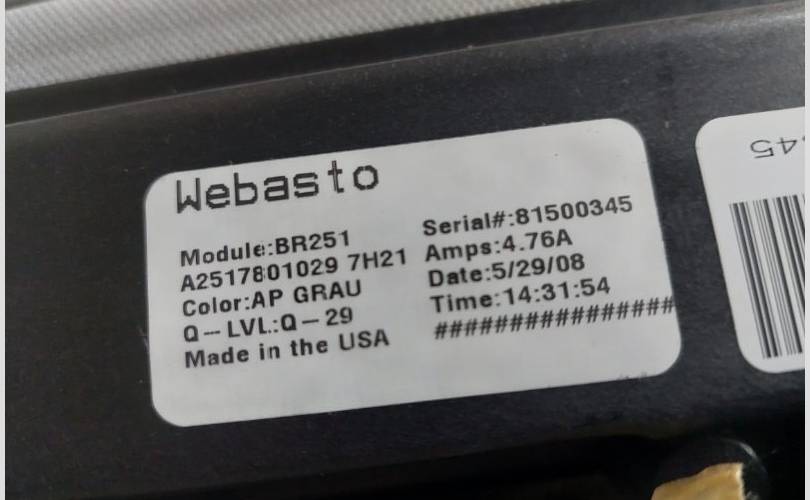 Webasto
Module:BR251
A2517801029 7H21
Color:AP GRAU
Q-LVL:Q-29
Made in the USA
Serial#:81500345
Amps:4.76A
Date:5/29/08
Time:14:31:54
################
45